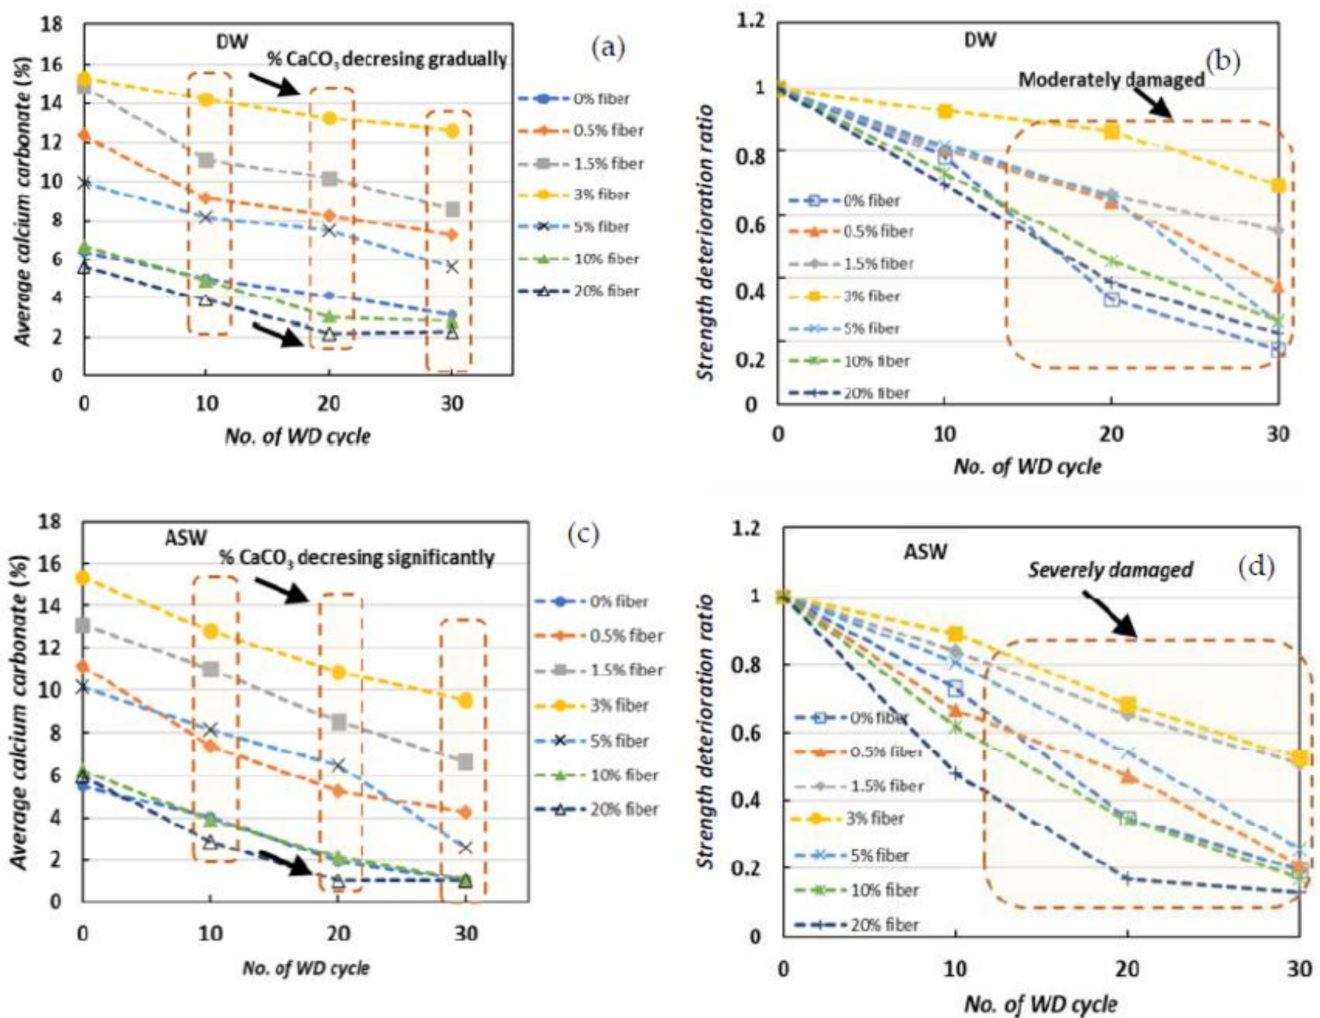 18
16
14
12
10
8
6
4
2
0
Average calcium carbonate (%)
DW
% CaCO3 decresing gradually
(a)
0% fiber
0.5% fiber
1.5% fiber
3% fiber
5% fiber
10% fiber
20% fiber
0 10 20 30
No. of WD cycle
1.2
1
0.8
0.6
0.4
0.2
0
Strength deterioration ratio
DW
(b)
Moderately damaged
0% fiber
0.5% fiber
1.5% fiber
3% fiber
5% fiber
10% fiber
20% fiber
0 10 20 30
No. of WD cycle
18
16
14
12
10
8
6
4
2
0
Average calcium carbonate (%)
ASW
(c)
% CaCO3 decresing significantly
0% fiber
0.5% fiber
1.5% fiber
3% fiber
5% fiber
10% fiber
20% fiber
0 10 20 30
No. of WD cycle
1.2
1
0.8
0.6
0.4
0.2
0
Strength deterioration ratio
ASW
Severely damaged
(d)
0% fiber
0.5% fiber
1.5% fiber
3% fiber
5% fiber
10% fiber
20% fiber
0 10 20 30
No. of WD cycle